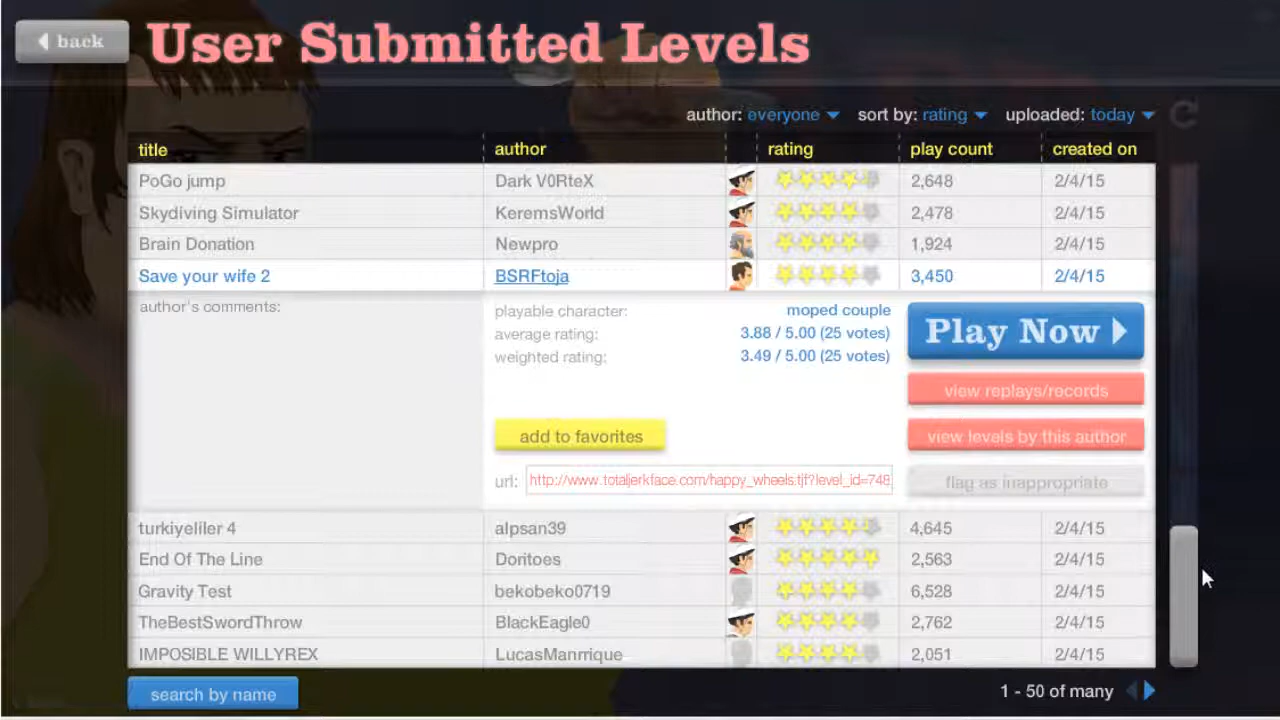 back
User Submitted Levels
author: everyone sort by: rating uploaded: today
title author rating play count created on
PoGo jump Dark V0RteX 2,648 2/4/15
Skydiving Simulator KeremsWorld 2,478 2/4/15
Brain Donation Newpro 1,924 2/4/15
Save your wife 2 BSRFtoja 3,450 2/4/15
author's comments:
playable character: moped couple
average rating: 3.88 / 5.00 (25 votes)
weighted rating: 3.49 / 5.00 (25 votes)
Play Now
view replays/records
add to favorites
view levels by this author
url: http://www.totaljerkface.com/happy_wheels.tjf?level_id=748
flag as inappropriate
turkiyeliler 4 alpsan39 4,645 2/4/15
End Of The Line Doritoes 2,563 2/4/15
Gravity Test bekobeko0719 6,528 2/4/15
TheBestSwordThrow BlackEagle0 2,762 2/4/15
IMPOSIBLE WILLYREX LucasManrrique 2,051 2/4/15
search by name
1 - 50 of many